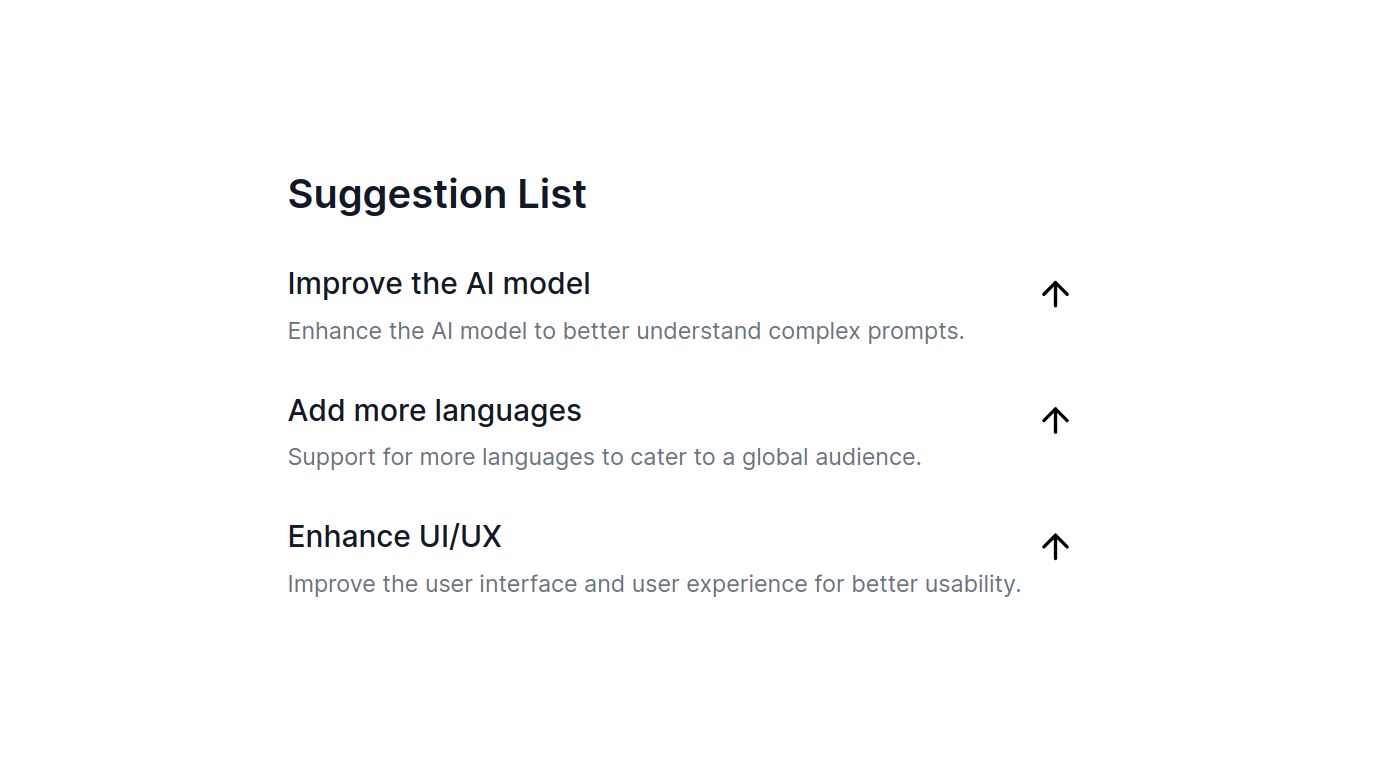 Suggestion List
Improve the AI model
Enhance the AI model to better understand complex prompts.
Add more languages
Support for more languages to cater to a global audience.
Enhance UI/UX
Improve the user interface and user experience for better usability.